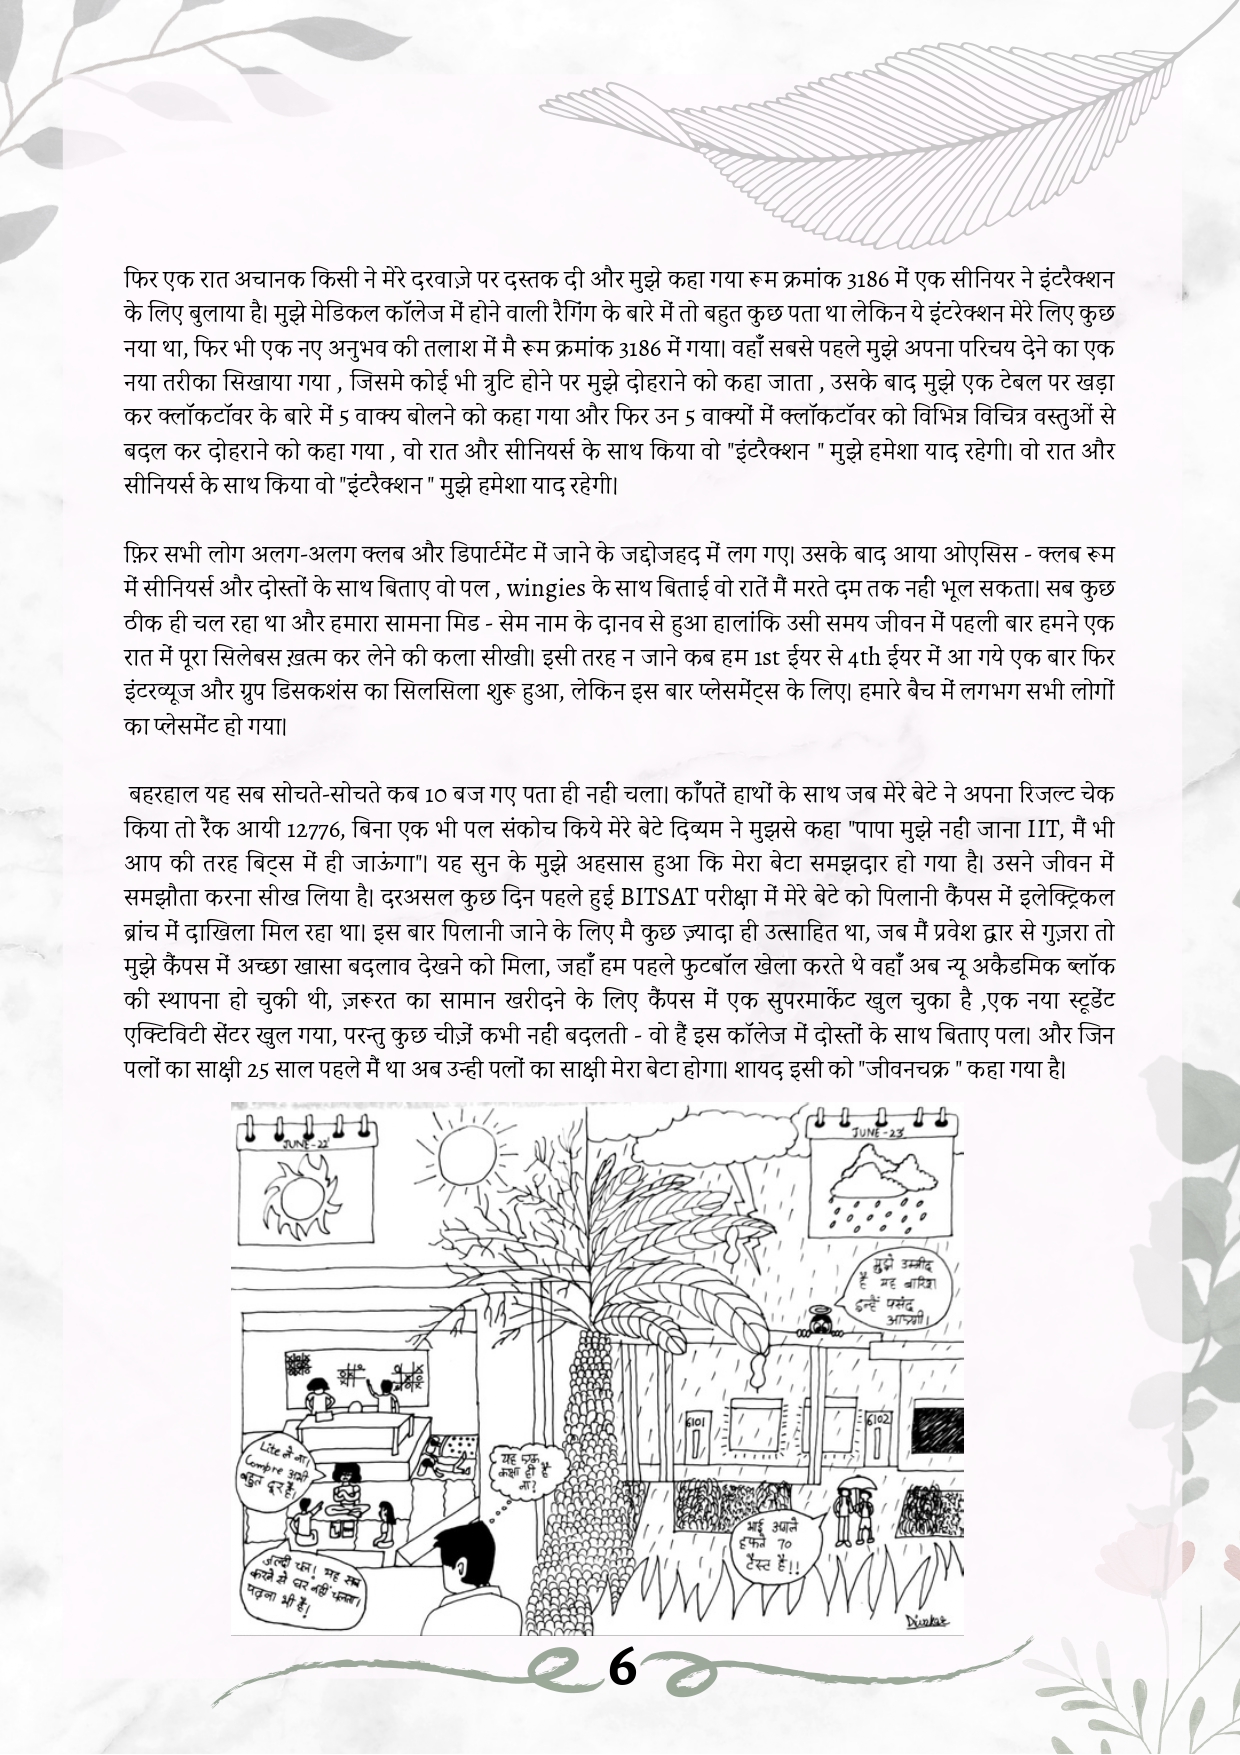 फिर एक रात अचानक किसी ने मेरे दरवाज़े पर दस्तक दी और मुझे कहा गया रूम क्रमांक 3186 में एक सीनियर ने इंटरैक्शन
के लिए बुलाया है। मुझे मेडिकल कॉलेज में होने वाली रैगिंग के बारे में तो बहुत कुछ पता था लेकिन ये इंटरेक्शन मेरे लिए कुछ
नया था, फिर भी एक नए अनुभव की तलाश में मै रूम क्रमांक 3186 में गया। वहाँ सबसे पहले मुझे अपना परिचय देने का एक
नया तरीका सिखाया गया , जिसमे कोई भी त्रुटि होने पर मुझे दोहराने को कहा जाता , उसके बाद मुझे एक टेबल पर खड़ा
कर क्लॉकटॉवर के बारे में 5 वाक्य बोलने को कहा गया और फिर उन 5 वाक्यों में क्लॉकटॉवर को विभिन्न विचित्र वस्तुओं से
बदल कर दोहराने को कहा गया , वो रात और सीनियर्स के साथ किया वो "इंटरैक्शन " मुझे हमेशा याद रहेगी। वो रात और
सीनियर्स के साथ किया वो "इंटरैक्शन " मुझे हमेशा याद रहेगी।
फ़िर सभी लोग अलग-अलग क्लब और डिपार्टमेंट में जाने के जद्दोजहद में लग गए। उसके बाद आया ओएसिस - क्लब रूम
में सीनियर्स और दोस्तों के साथ बिताए वो पल , wingies के साथ बिताई वो रातें मैं मरते दम तक नहीं भूल सकता। सब कुछ
ठीक ही चल रहा था और हमारा सामना मिड - सेम नाम के दानव से हुआ हालांकि उसी समय जीवन में पहली बार हमने एक
रात में पूरा सिलेबस ख़त्म कर लेने की कला सीखी। इसी तरह न जाने कब हम 1st ईयर से 4th ईयर में आ गये एक बार फिर
इंटरव्यूज और ग्रुप डिसकशंस का सिलसिला शुरू हुआ, लेकिन इस बार प्लेसमेंट्स के लिए। हमारे बैच में लगभग सभी लोगों
का प्लेसमेंट हो गया।
बहरहाल यह सब सोचते-सोचते कब 10 बज गए पता ही नहीं चला। काँपतें हाथों के साथ जब मेरे बेटे ने अपना रिजल्ट चेक
किया तो रैंक आयी 12776, बिना एक भी पल संकोच किये मेरे बेटे दिव्यम ने मुझसे कहा "पापा मुझे नहीं जाना IIT, मैं भी
आप की तरह बिट्स में ही जाऊंगा"। यह सुन के मुझे अहसास हुआ कि मेरा बेटा समझदार हो गया है। उसने जीवन में
समझौता करना सीख लिया है। दरअसल कुछ दिन पहले हुई BITSAT परीक्षा में मेरे बेटे को पिलानी कैंपस में इलेक्ट्रिकल
ब्रांच में दाखिला मिल रहा था। इस बार पिलानी जाने के लिए मै कुछ ज़्यादा ही उत्साहित था, जब मैं प्रवेश द्वार से गुज़रा तो
मुझे कैंपस में अच्छा खासा बदलाव देखने को मिला, जहाँ हम पहले फुटबॉल खेला करते थे वहाँ अब न्यू अकैडमिक ब्लॉक
की स्थापना हो चुकी थी, ज़रूरत का सामान खरीदने के लिए कैंपस में एक सुपरमार्केट खुल चुका है ,एक नया स्टूडेंट
एक्टिविटी सेंटर खुल गया, परन्तु कुछ चीज़ें कभी नहीं बदलती - वो हैं इस कॉलेज में दोस्तों के साथ बिताए पल। और जिन
पलों का साक्षी 25 साल पहले मैं था अब उन्ही पलों का साक्षी मेरा बेटा होगा। शायद इसी को "जीवनचक्र " कहा गया है।
JUNE-22
JUNE-23
मुझे उम्मीद
है यह बारिश
इन्हें पसंद
आएगी।
6101
6102
Lite ले ना
Compre अभी
बहुत दूर है!
यह एक
कक्षा ही है
ना?
भाई अगले
हफ्ते 70
टेस्ट है!!
जल्दी चल! यह सब
करने से घर नहीं चलता।
पढ़ना भी है!
Dinkar
6